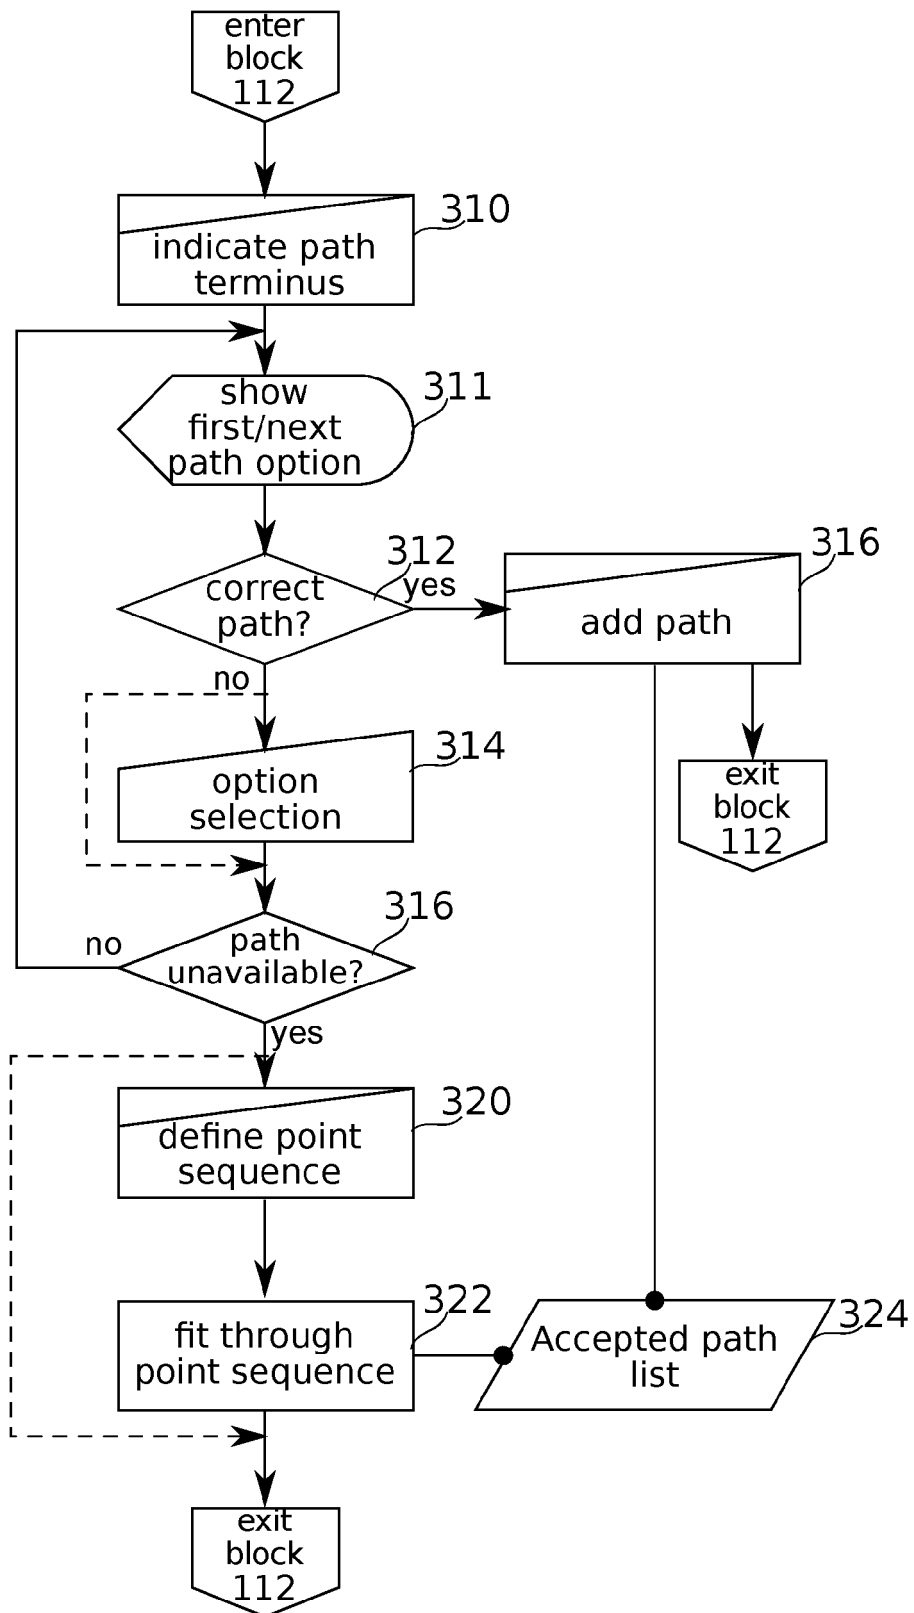 enter
block
112
310
indicate path
terminus
311
show
first/next
path option
312
correct
path?
yes
316
add path
no
314
option
selection
exit
block
112
316
path
unavailable?
no
yes
320
define point
sequence
322
fit through
point sequence
324
Accepted path
list
exit
block
112